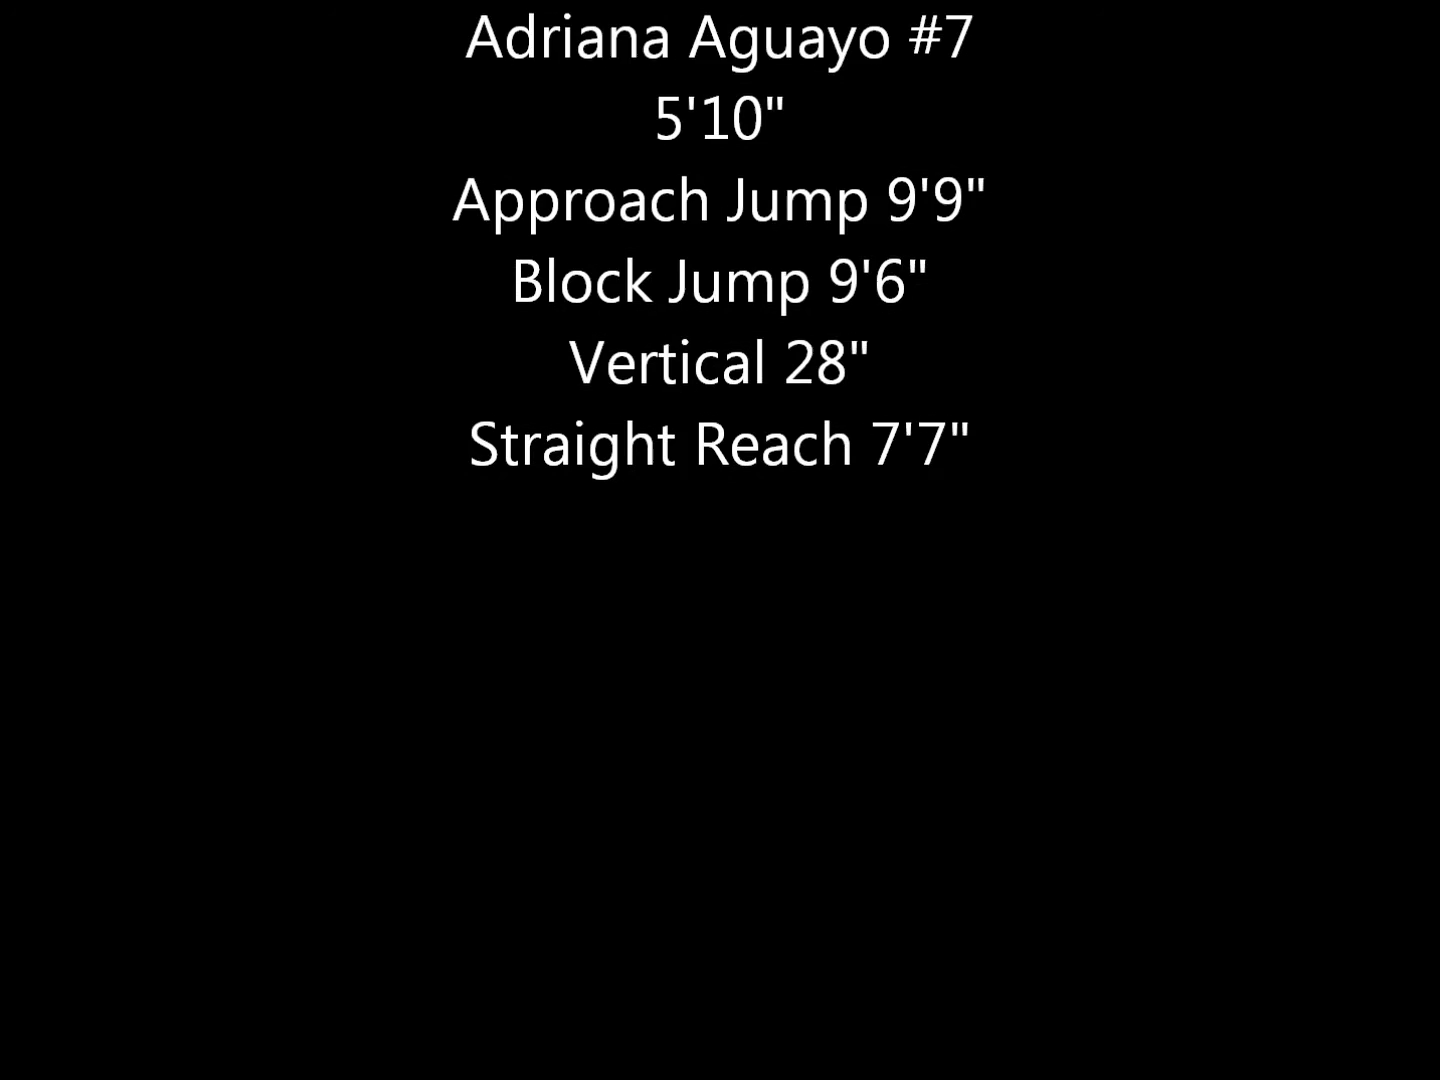 Adriana Aguayo #7
5'10"
Approach Jump 9'9"
Block Jump 9'6"
Vertical 28"
Straight Reach 7'7"